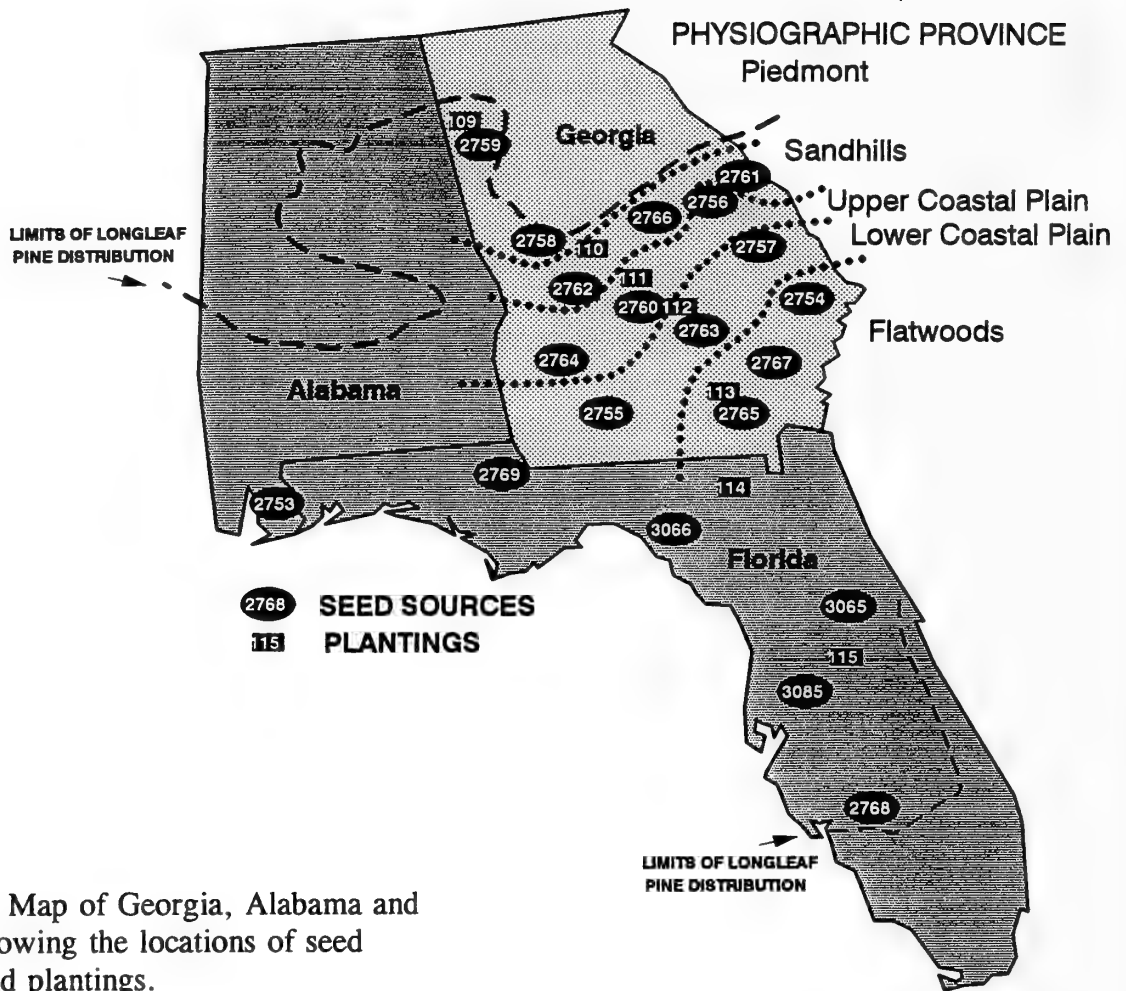 PHYSIOGRAPHIC PROVINCE
Piedmont
109
2759
Georgia
Sandhills
2761
2756
2766
Upper Coastal Plain
Lower Coastal Plain
LIMITS OF LONGLEAF
PINE DISTRIBUTION
2758
110
2757
111
2762
2760
112
2754
2763
Flatwoods
2764
2767
Alabama
113
2755
2765
2769
114
2753
3066
Florida
2768 SEED SOURCES
3065
115 PLANTINGS
115
3085
2768
LIMITS OF LONGLEAF
PINE DISTRIBUTION
Map of Georgia, Alabama and
owing the locations of seed
d plantings.